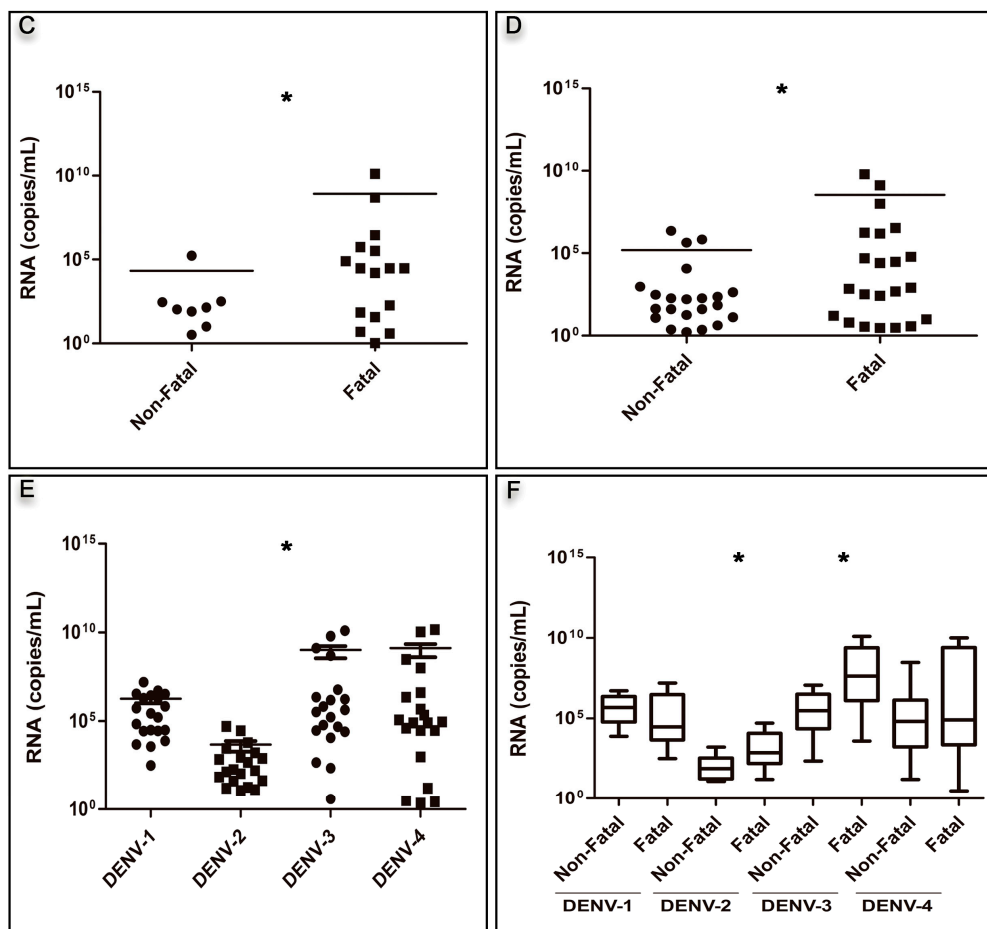 C
*
10^15
10^10
10^5
10^0
RNA (copies/mL)
Non-Fatal
Fatal
D
*
10^15
10^10
10^5
10^0
RNA (copies/mL)
Non-Fatal
Fatal
E
*
10^15
10^10
10^5
10^0
RNA (copies/mL)
DENV-1
DENV-2
DENV-3
DENV-4
F
* *
10^15
10^10
10^5
10^0
RNA (copies/mL)
Non-Fatal
Fatal
Non-Fatal
Fatal
Non-Fatal
Fatal
Non-Fatal
Fatal
DENV-1 DENV-2 DENV-3 DENV-4